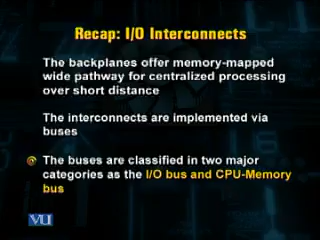 Recap: I/O Interconnects
The backplanes offer memory-mapped
wide pathway for centralized processing
over short distance
The interconnects are implemented via
buses
The buses are classified in two major
categories as the I/O bus and CPU-Memory
bus
VU